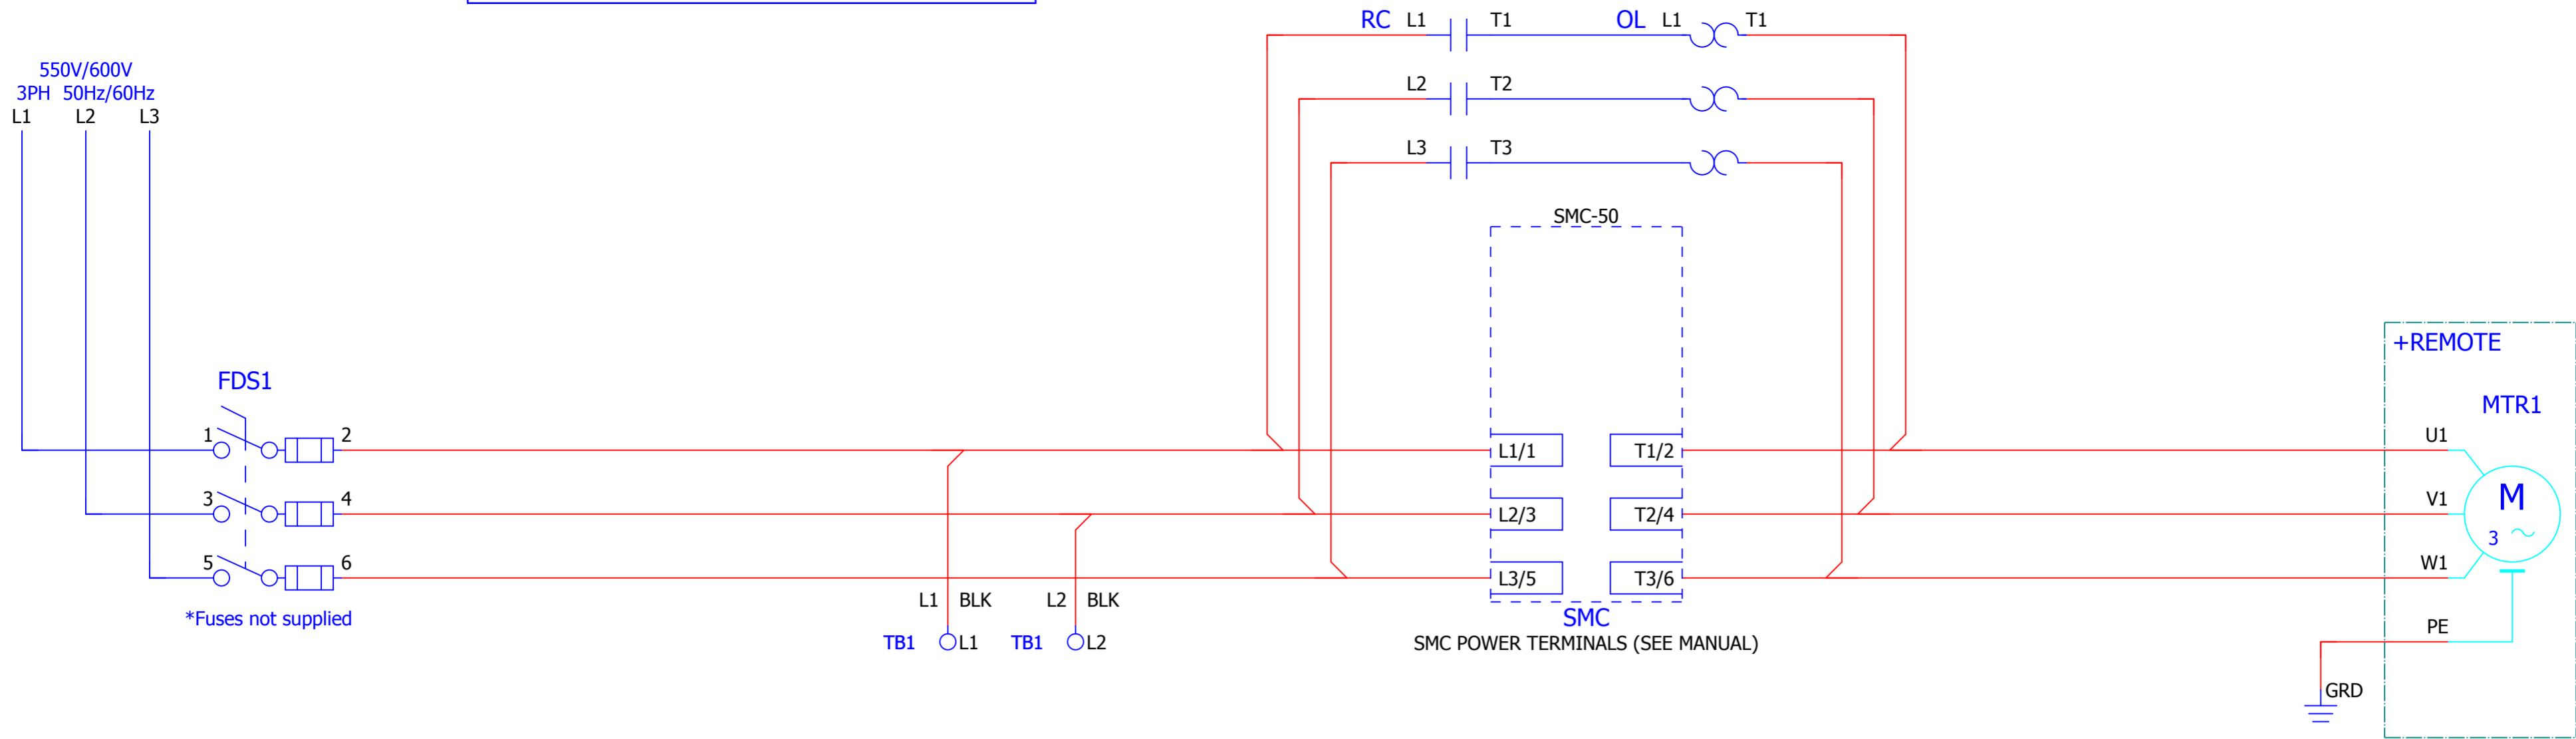 RC L1 T1 OL L1 T1
550V/600V
3PH 50Hz/60Hz
L1 L2 L3
L2 T2
L3 T3
SMC-50
+REMOTE
FDS1
MTR1
1 2 L1/1 T1/2 U1
3 4 L2/3 T2/4 V1
M
3 ~
5 6 L3/5 T3/6 W1
*Fuses not supplied
L1 BLK L2 BLK
SMC
TB1 L1 TB1 L2
SMC POWER TERMINALS (SEE MANUAL)
PE
GRD